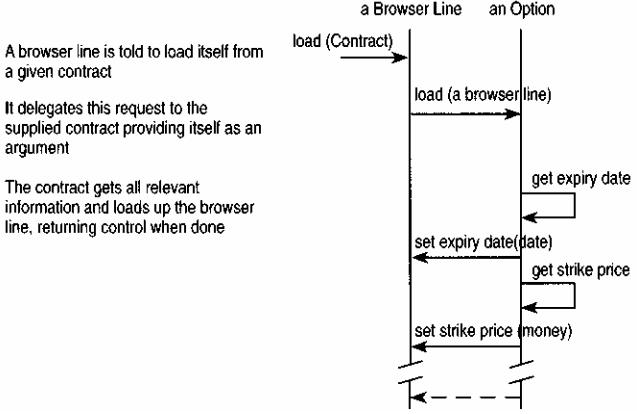 a Browser Line
an Option
load (Contract)
A browser line is told to load itself from
a given contract
load (a browser line)
It delegates this request to the
supplied contract providing itself as an
argument
get expiry date
The contract gets all relevant
information and loads up the browser
line, returning control when done
set expiry date(date)
get strike price
set strike price (money)